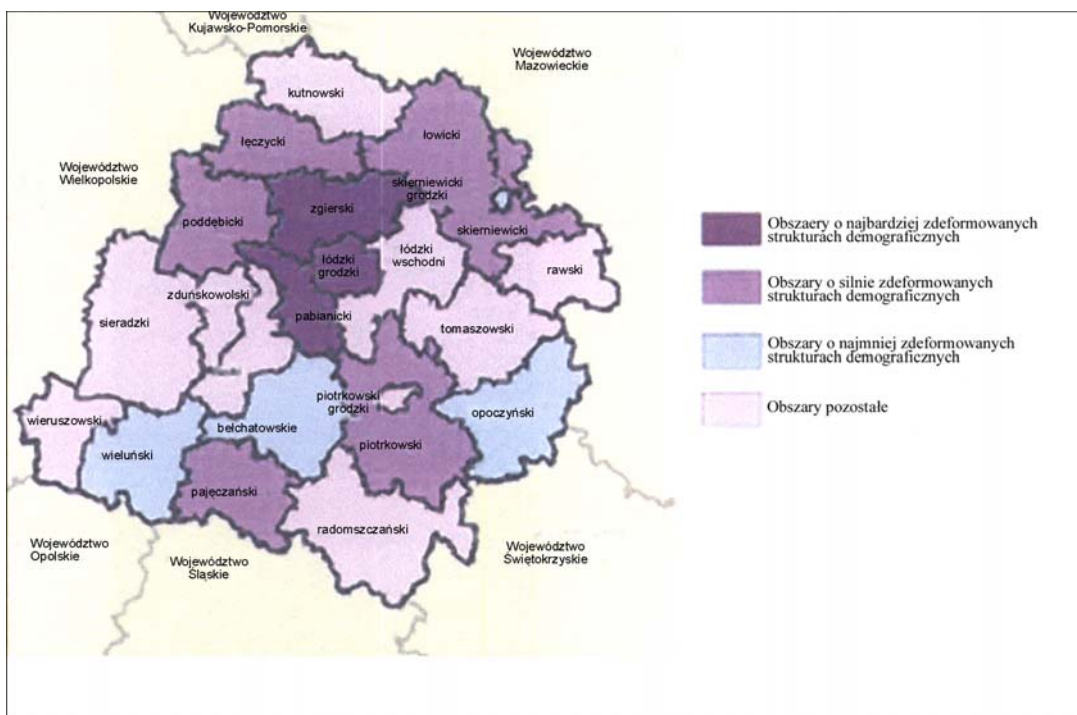 Województwo
Kujawsko-Pomorskie
Województwo
Mazowieckie
kutnowski
łęczycki
łowicki
Województwo
Wielkopolskie
skierniewicki
grodzki
zgierski
poddębicki
skierniewicki
łódzki
wschodni
łódzki
grodzki
rawski
zduńskowolski
sieradzki
pabianicki
tomaszowski
piotrkowski
grodzki
wieruszowski
opoczyński
bełchatowskie
wieluński
piotrkowski
pajęczański
radomszczański
Województwo
Opolskie
Województwo
Śląskie
Województwo
Świętokrzyskie
Obszaery o najbardziej zdeformowanych
strukturach demograficznych
Obszary o silnie zdeformowanych
strukturach demograficznych
Obszary o najmniej zdeformowanych
strukturach demograficznych
Obszary pozostałe